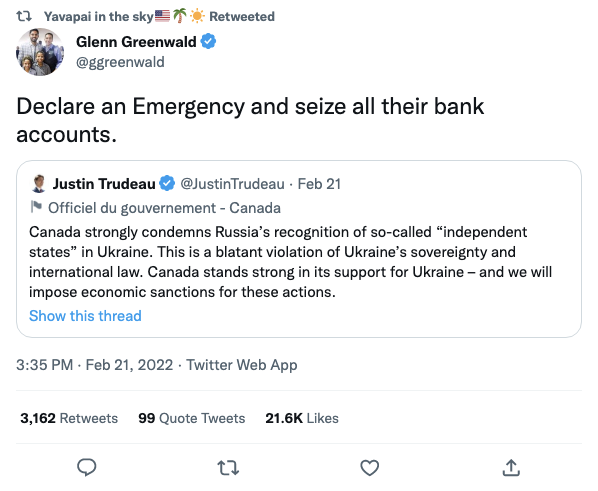 Yavapai in the sky🇺🇸🌴☀️ Retweeted
Glenn Greenwald
@ggreenwald
Declare an Emergency and seize all their bank
accounts.
Justin Trudeau @JustinTrudeau · Feb 21
Officiel du gouvernement - Canada
Canada strongly condemns Russia’s recognition of so-called “independent
states” in Ukraine. This is a blatant violation of Ukraine’s sovereignty and
international law. Canada stands strong in its support for Ukraine – and we will
impose economic sanctions for these actions.
Show this thread
3:35 PM · Feb 21, 2022 · Twitter Web App
3,162 Retweets 99 Quote Tweets 21.6K Likes